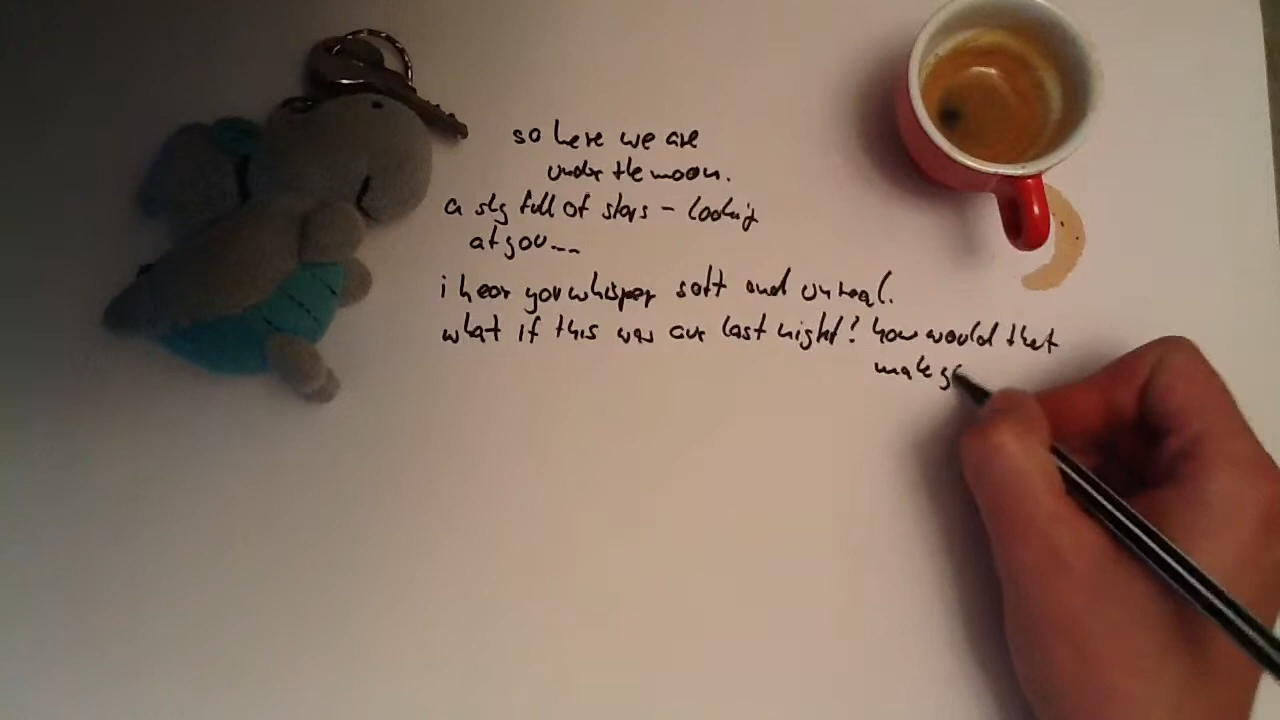 so here we are
under the moon.
a sky full of stars - looking
at you...
i hear you whisper soft and unreal.
what if this was our last night? how would that
make yo